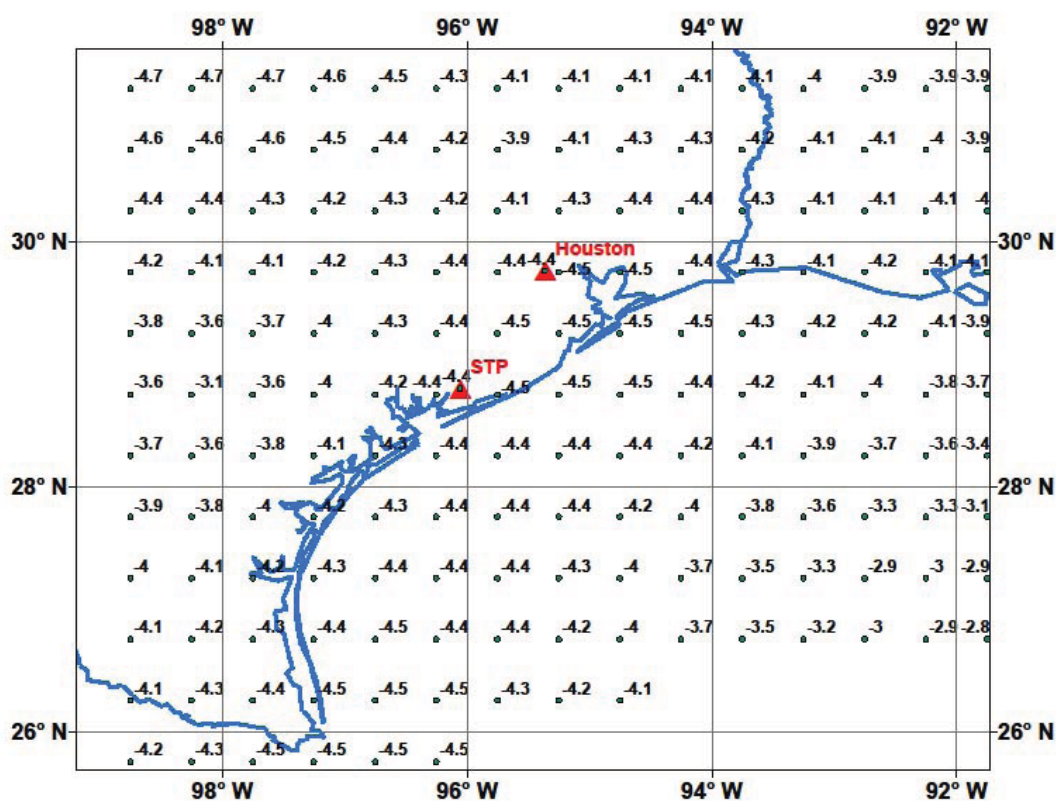 98° W 96° W 94° W 92° W
-4.7 -4.7 -4.7 -4.6 -4.5 -4.3 -4.1 -4.1 -4.1 -4.1 -4.1 -4 -3.9 -3.9 -3.9
-4.6 -4.6 -4.6 -4.5 -4.4 -4.2 -3.9 -4.1 -4.3 -4.3 -4.2 -4.1 -4.1 -4 -3.9
-4.4 -4.4 -4.3 -4.2 -4.3 -4.2 -4.1 -4.3 -4.4 -4.4 -4.3 -4.1 -4.1 -4.1 -4
30° N Houston 30° N
-4.2 -4.1 -4.1 -4.2 -4.3 -4.4 -4.4 -4.4 -4.5 -4.5 -4.4 -4.3 -4.1 -4.2 -4.1 -4.1
-3.8 -3.6 -3.7 -4 -4.3 -4.4 -4.5 -4.5 -4.5 -4.5 -4.3 -4.2 -4.2 -4.1 -3.9
STP
-3.6 -3.1 -3.6 -4 -4.2 -4.4 -4.4 -4.5 -4.5 -4.5 -4.4 -4.2 -4.1 -4 -3.8 -3.7
-3.7 -3.6 -3.8 -4.1 -4.3 -4.4 -4.4 -4.4 -4.4 -4.2 -4.1 -3.9 -3.7 -3.6 -3.4
28° N 28° N
-3.9 -3.8 -4 -4.2 -4.3 -4.4 -4.4 -4.4 -4.2 -4 -3.8 -3.6 -3.3 -3.3 -3.1
-4 -4.1 -4.2 -4.3 -4.4 -4.4 -4.4 -4.3 -4 -3.7 -3.5 -3.3 -2.9 -3 -2.9
-4.1 -4.2 -4.3 -4.4 -4.5 -4.4 -4.4 -4.2 -4 -3.7 -3.5 -3.2 -3 -2.9 -2.8
-4.1 -4.3 -4.4 -4.5 -4.5 -4.5 -4.3 -4.2 -4.1
26° N 26° N
-4.2 -4.3 -4.5 -4.5 -4.5 -4.5
98° W 96° W 94° W 92° W